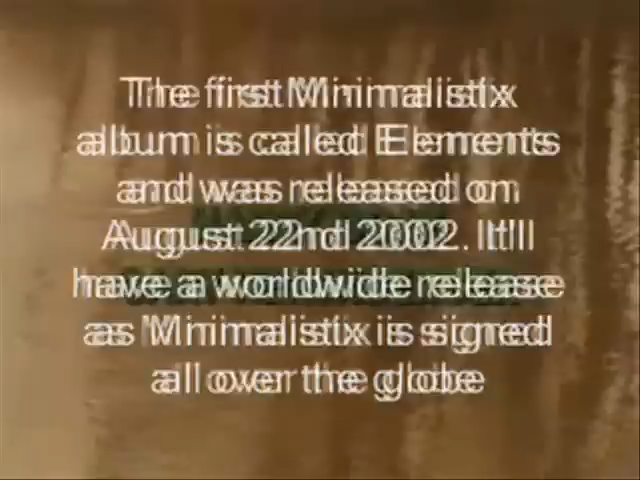 The first Minimalistix
album is called Elements
and was released on
August 22nd 2002. It'll
have a worldwide release
as Minimalistix is signed
all over the globe